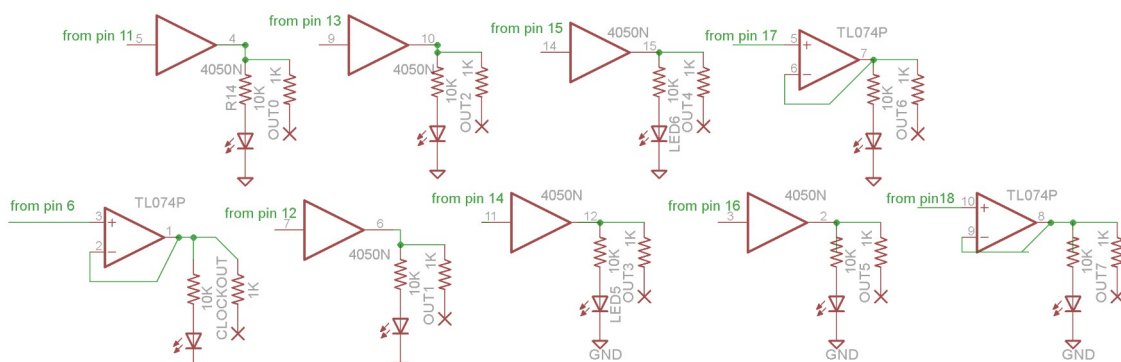 from pin 11
5
4
4050N
R14
10K
OUT0
1K
from pin 13
9
10
4050N
10K
OUT2
1K
from pin 15
14
4050N
15
LED6
10K
OUT4
1K
from pin 17
TL074P
5
+
6
−
7
10K
OUT6
1K
from pin 6
TL074P
3
+
2
−
1
10K
CLOCKOUT
1K
from pin 12
7
6
4050N
10K
OUT1
1K
from pin 14
4050N
11
12
LED5
10K
OUT3
1K
GND
from pin 16
4050N
3
2
10K
OUT5
1K
from pin18
TL074P
10
+
9
−
8
10K
OUT7
1K
GND